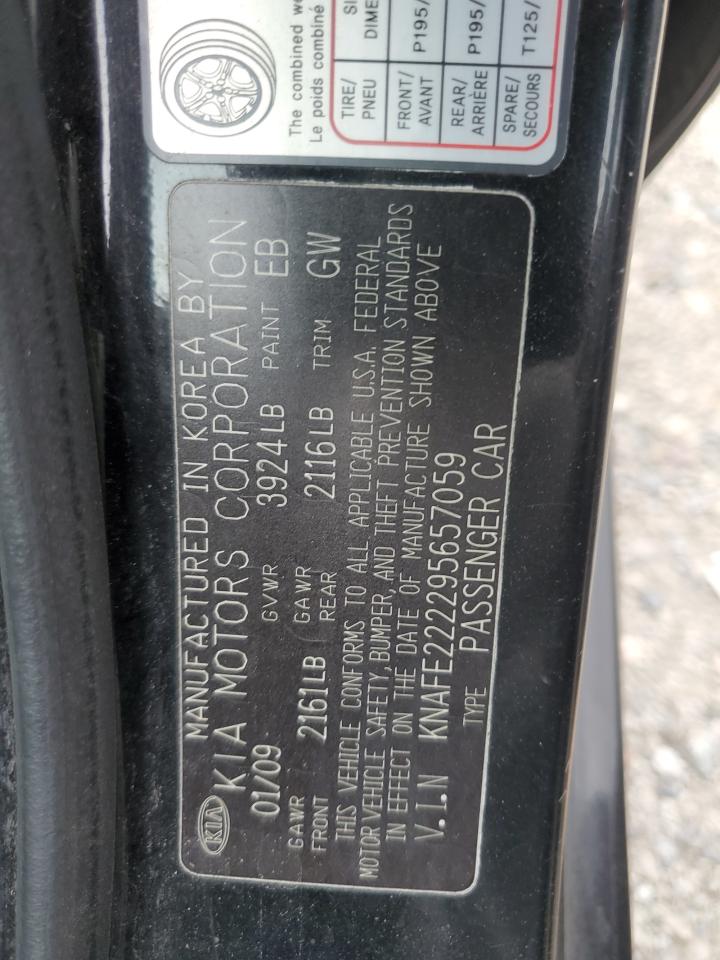 The combined we
Le poids combiné
TIRE/ SI
PNEU DIME
FRONT/ P195/
AVANT
REAR/ P195/
ARRIÈRE
SPARE/ T125/
SECOURS
MANUFACTURED IN KOREA BY
KIA KIA MOTORS CORPORATION
01/09 GVWR 3924LB PAINT EB
GAWR FRONT 2161LB GAWR REAR 2116LB TRIM GW
THIS VEHICLE CONFORMS TO ALL APPLICABLE U.S.A. FEDERAL
MOTOR VEHICLE SAFETY, BUMPER, AND THEFT PREVENTION STANDARDS
IN EFFECT ON THE DATE OF MANUFACTURE SHOWN ABOVE
V.I.N KNAFE222295657059
TYPE PASSENGER CAR